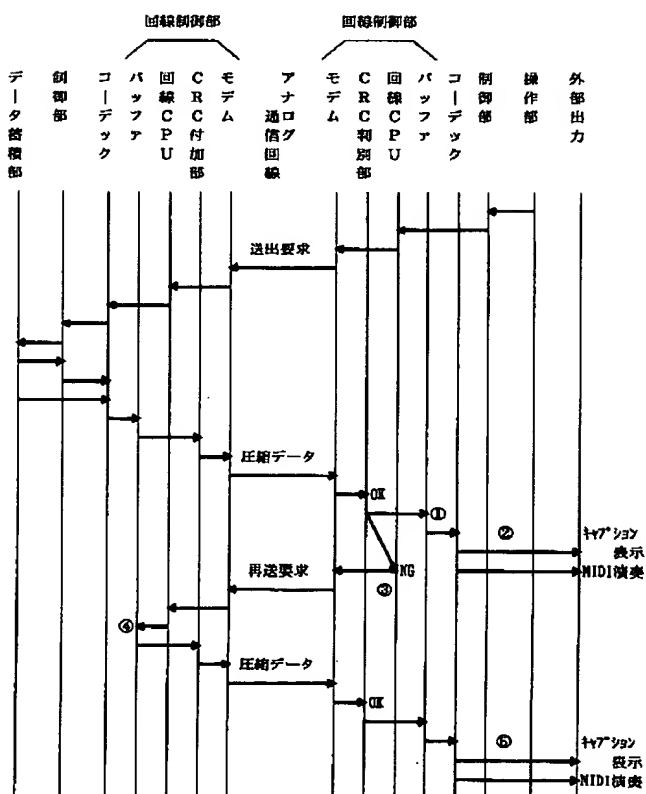 回線制御部
回線制御部
データ蓄積部
制御部
コーデック
バッファ
回線CPU
CRC付加部
モデム
アナログ
通信回線
モデム
CRC判別部
回線CPU
バッファ
コーデック
制御部
操作部
外部出力
送出要求
圧縮データ
OK
①
②
キャプション
表示
再送要求
NG
MIDI演奏
③
④
圧縮データ
OK
⑤
キャプション
表示
MIDI演奏